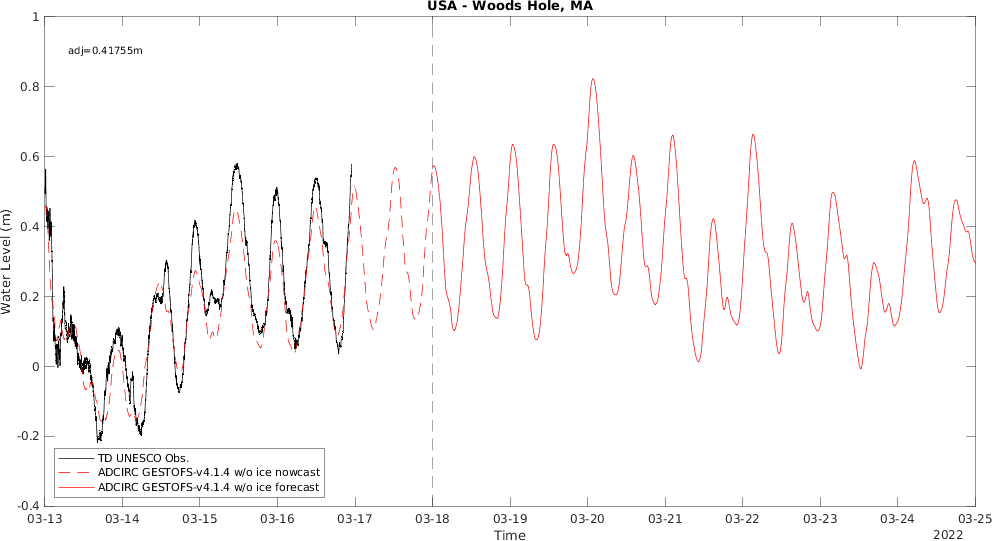 USA - Woods Hole, MA
adj=0.41755m
Water Level (m)
1
0.8
0.6
0.4
0.2
0
-0.2
-0.4
TD UNESCO Obs.
ADCIRC GESTOFS-v4.1.4 w/o ice nowcast
ADCIRC GESTOFS-v4.1.4 w/o ice forecast
03-13 03-14 03-15 03-16 03-17 03-18 03-19 03-20 03-21 03-22 03-23 03-24 03-25
Time
2022